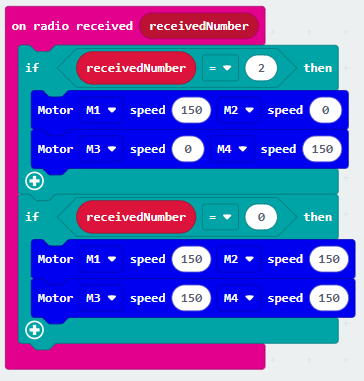 on radio received receivedNumber
if receivedNumber = 2 then
Motor M1 speed 150 M2 speed 0
Motor M3 speed 0 M4 speed 150
if receivedNumber = 0 then
Motor M1 speed 150 M2 speed 150
Motor M3 speed 150 M4 speed 150